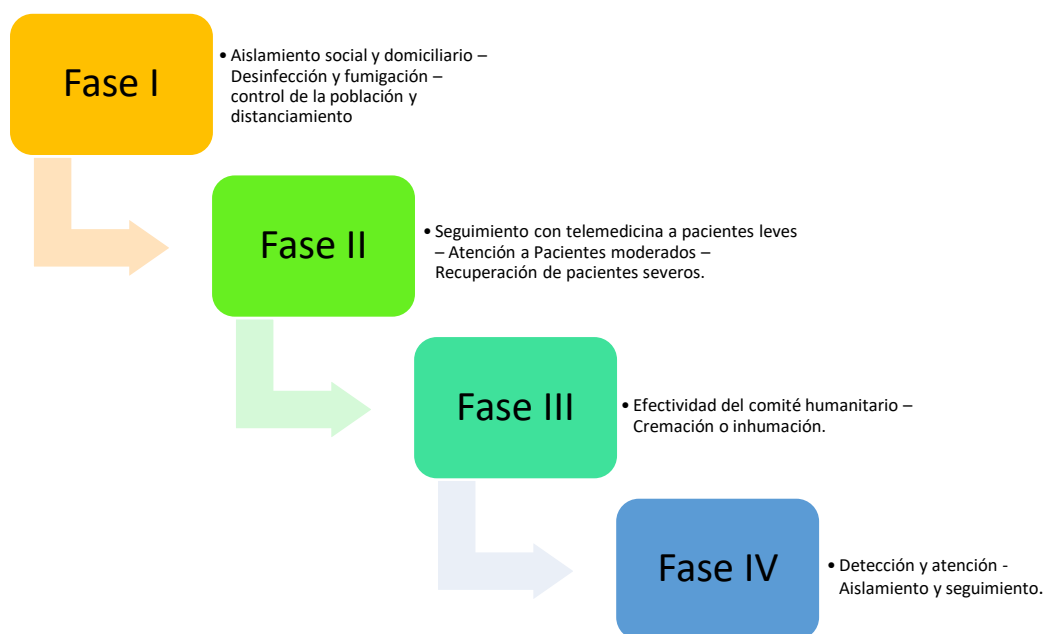 Fase I
• Aislamiento social y domiciliario –
Desinfección y fumigación –
control de la población y
distanciamiento
Fase II
• Seguimiento con telemedicina a pacientes leves
– Atención a Pacientes moderados –
Recuperación de pacientes severos.
Fase III
• Efectividad del comité humanitario –
Cremación o inhumación.
Fase IV
• Detección y atención -
Aislamiento y seguimiento.